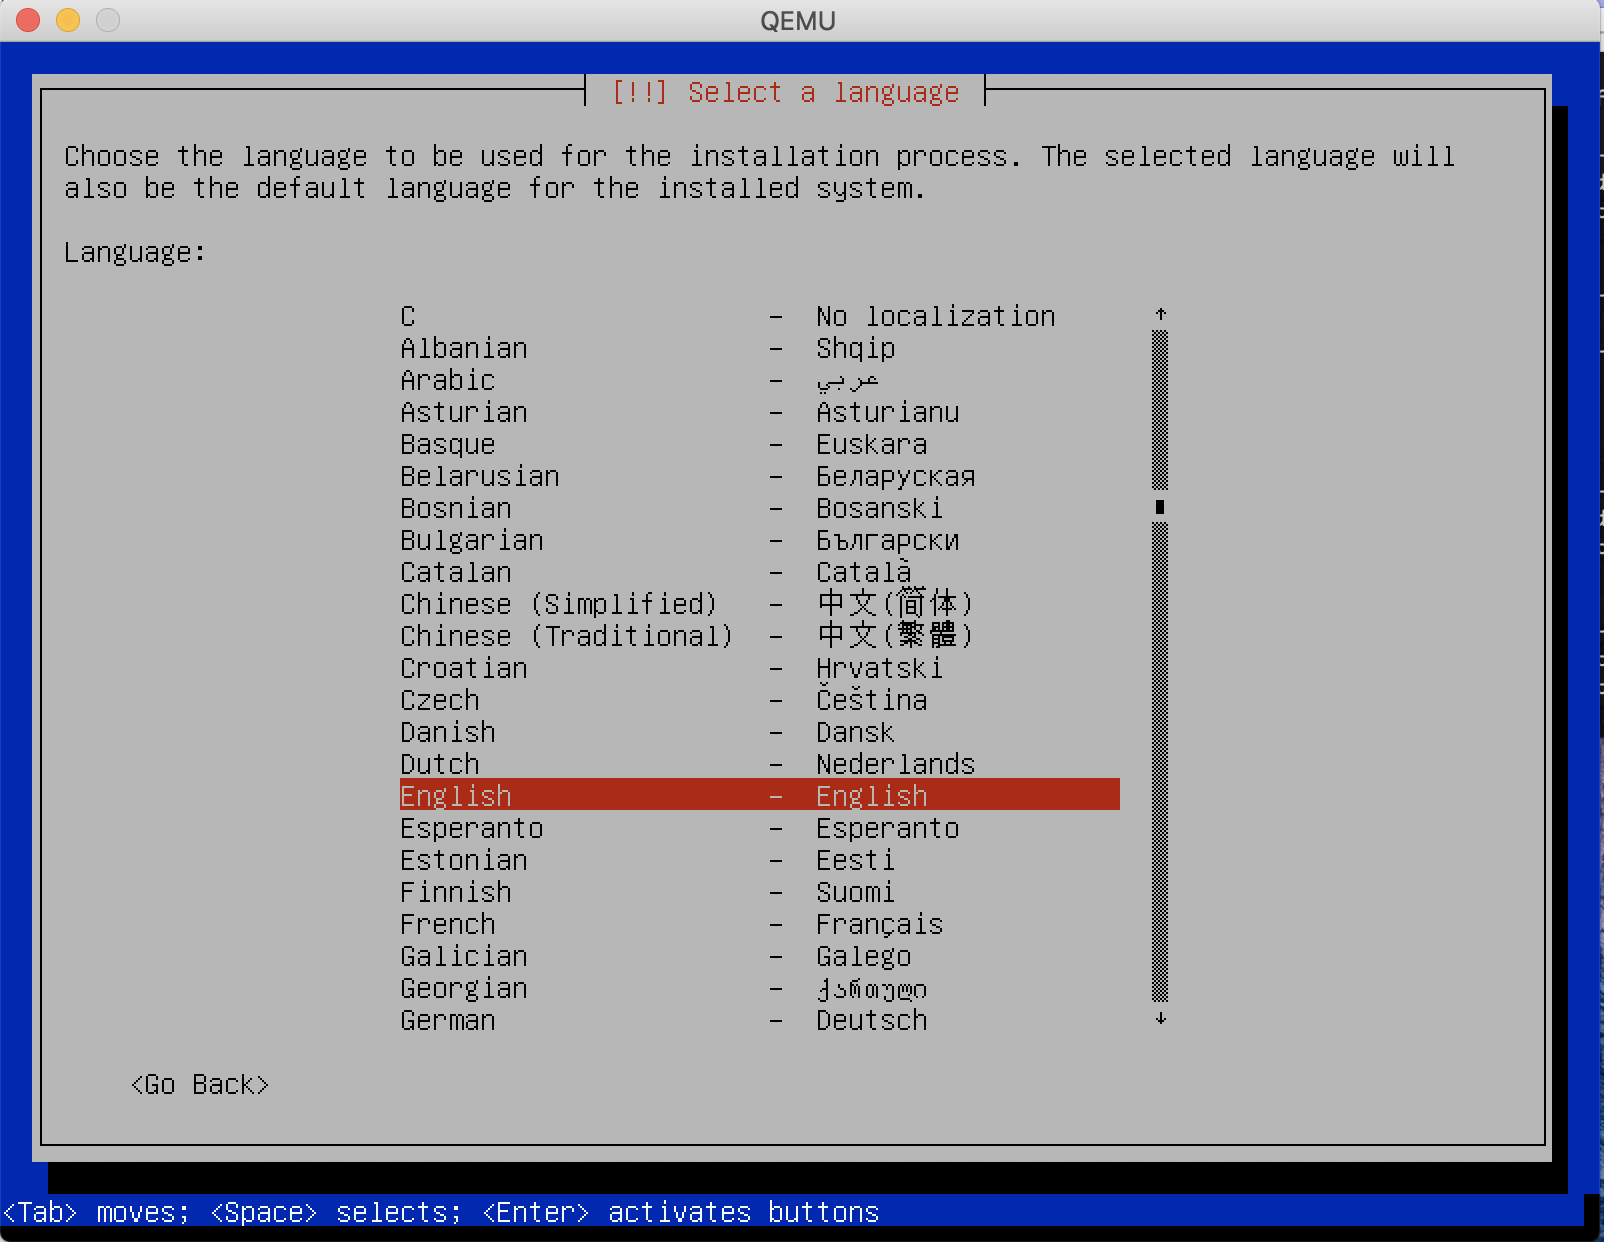 QEMU
[!!] Select a language
Choose the language to be used for the installation process. The selected language will
also be the default language for the installed system.
Language:
C - No localization
Albanian - Shqip
Arabic - عربي
Asturian - Asturianu
Basque - Euskara
Belarusian - Беларуская
Bosnian - Bosanski
Bulgarian - Български
Catalan - Català
Chinese (Simplified) - 中文(简体)
Chinese (Traditional) - 中文(繁體)
Croatian - Hrvatski
Czech - Čeština
Danish - Dansk
Dutch - Nederlands
English - English
Esperanto - Esperanto
Estonian - Eesti
Finnish - Suomi
French - Français
Galician - Galego
Georgian - ქართული
German - Deutsch
<Go Back>
<Tab> moves; <Space> selects; <Enter> activates buttons